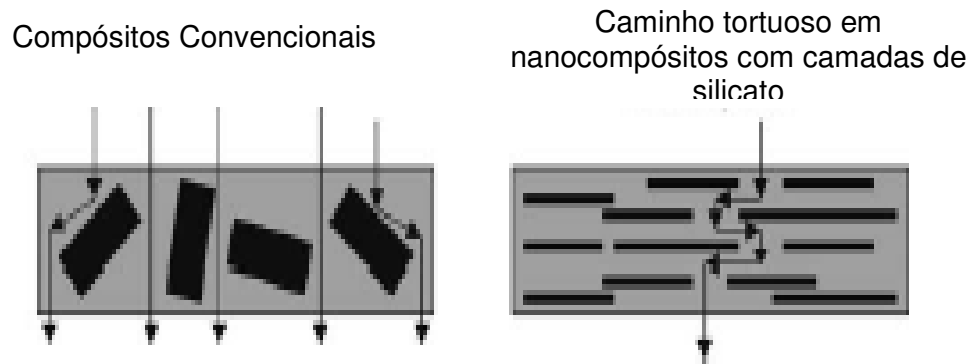 Compósitos Convencionais
Caminho tortuoso em
nanocompósitos com camadas de
silicato